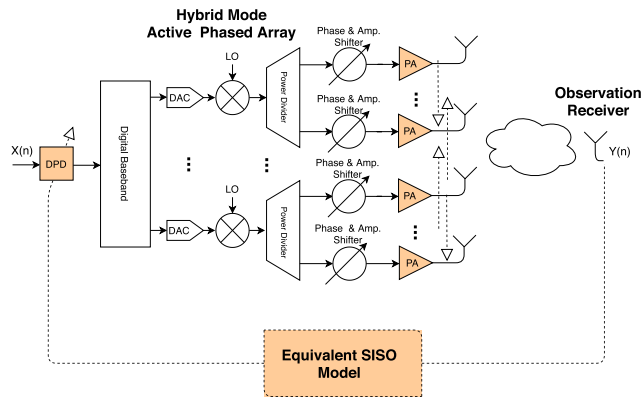 Hybrid Mode
Active Phased Array
Phase & Amp.
Shifter
LO
PA
DAC
Power Divider
...
Observation
Receiver
Phase & Amp.
Shifter
PA
X(n)
DPD
Digital Baseband
...
...
Y(n)
Phase & Amp.
Shifter
LO
PA
DAC
Power Divider
...
Phase & Amp.
Shifter
PA
Equivalent SISO
Model